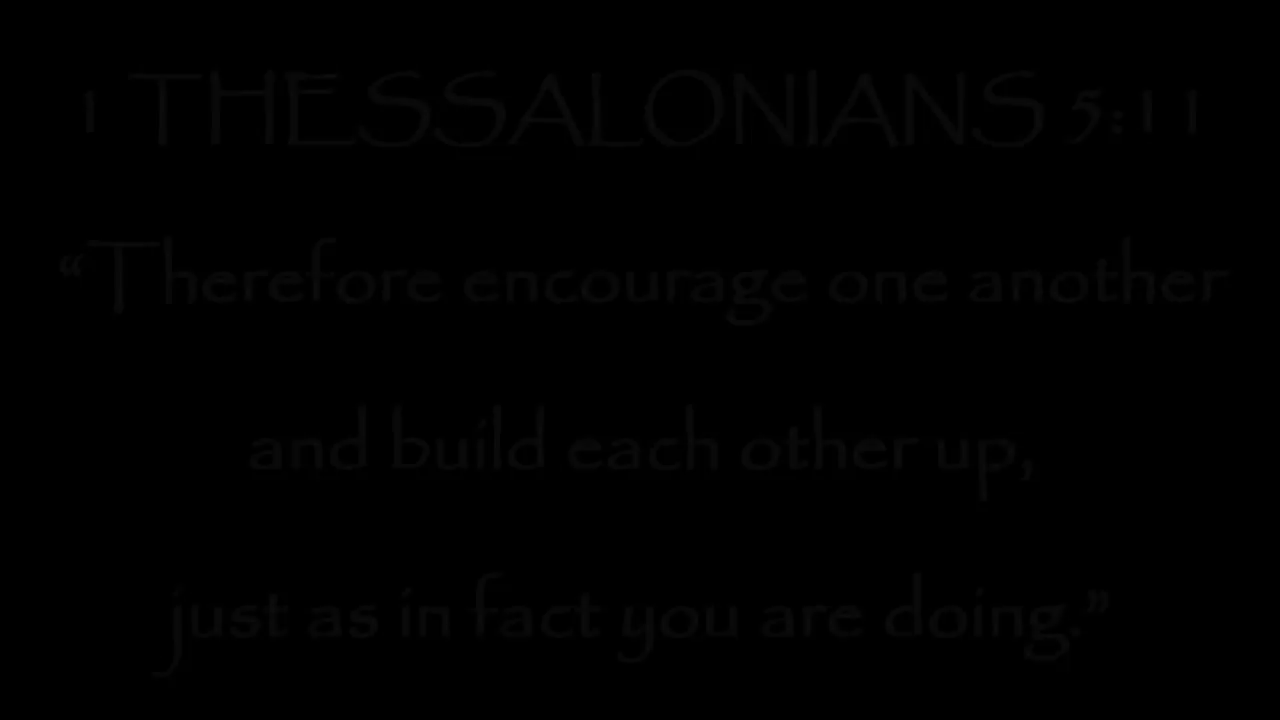 1 THESSALONIANS 5:11
“Therefore encourage one another
and build each other up,
just as in fact you are doing.”